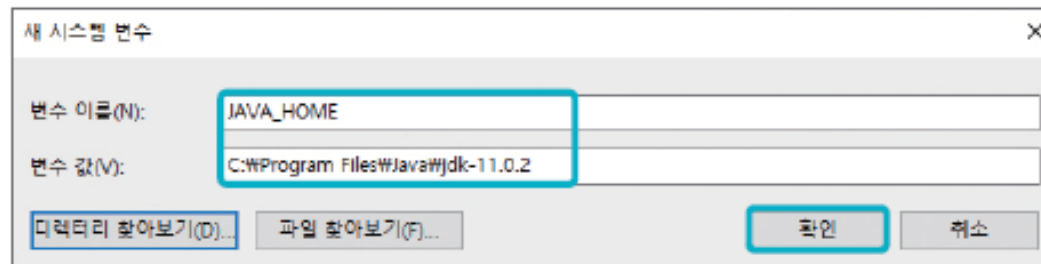 새 시스템 변수
변수 이름(N): JAVA_HOME
변수 값(V): C:₩Program Files₩Java₩jdk-11.0.2
디렉터리 찾아보기(D)... 파일 찾아보기(F)... 확인 취소